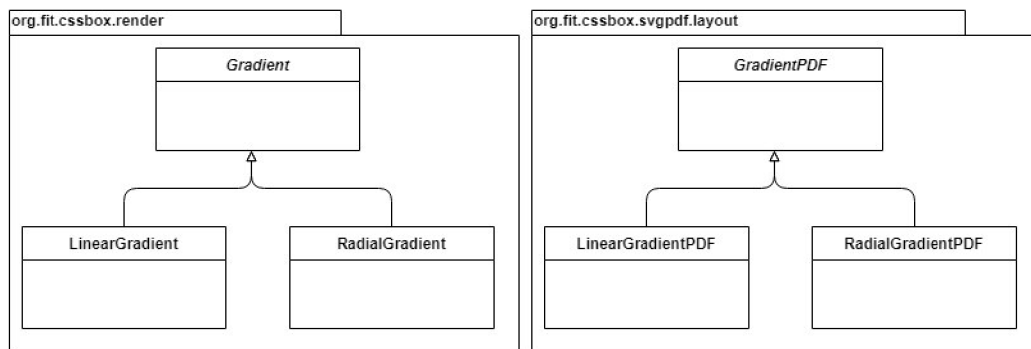 org.fit.cssbox.render
Gradient
LinearGradient
RadialGradient
org.fit.cssbox.svgpdf.layout
GradientPDF
LinearGradientPDF
RadialGradientPDF